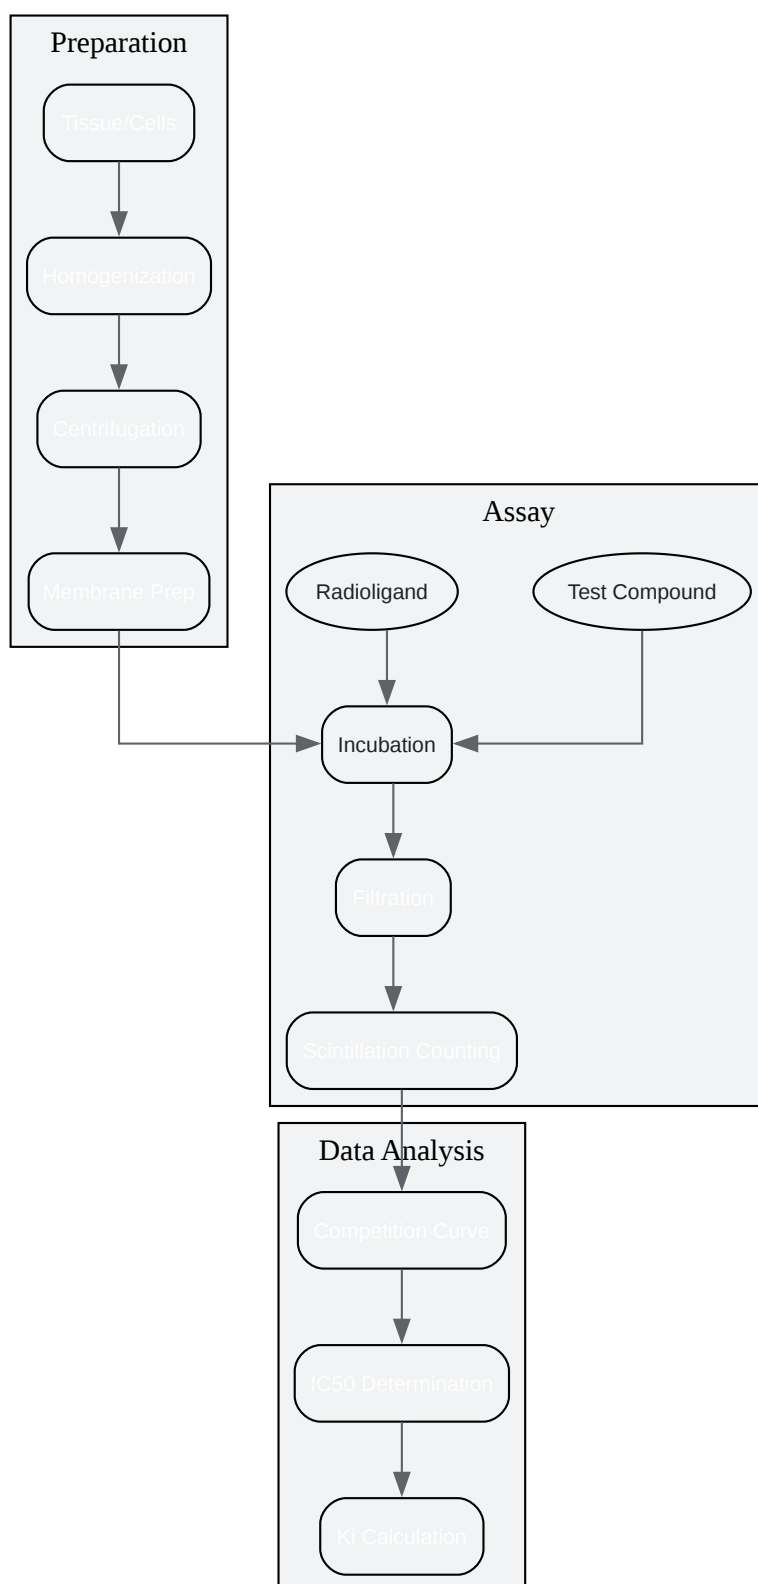 Preparation
Tissue/Cells
Homogenization
Centrifugation
Membrane Prep
Assay
Radioligand
Test Compound
Incubation
Filtration
Scintillation Counting
Data Analysis
Competition Curve
IC50 Determination
Ki Calculation